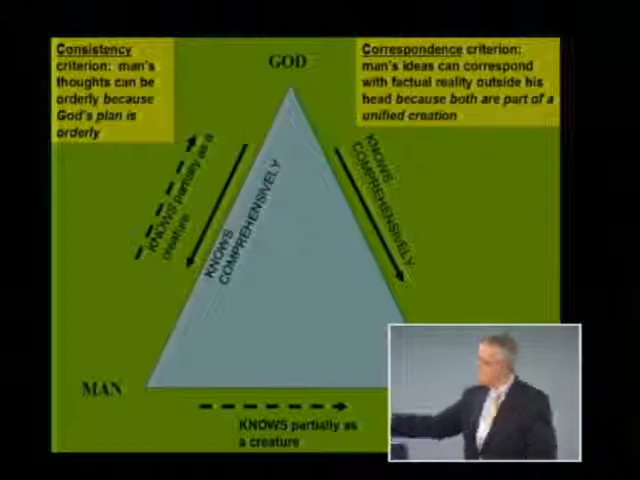 Consistency
criterion: man's
thoughts can be
orderly because
God's plan is
orderly
GOD
Correspondence criterion:
man's ideas can correspond
with factual reality outside his
head because both are part of a
unified creation
KNOWS partially as a
creature
KNOWS
COMPREHENSIVELY
KNOWS
COMPREHENSIVELY
MAN
KNOWS partially as
a creature